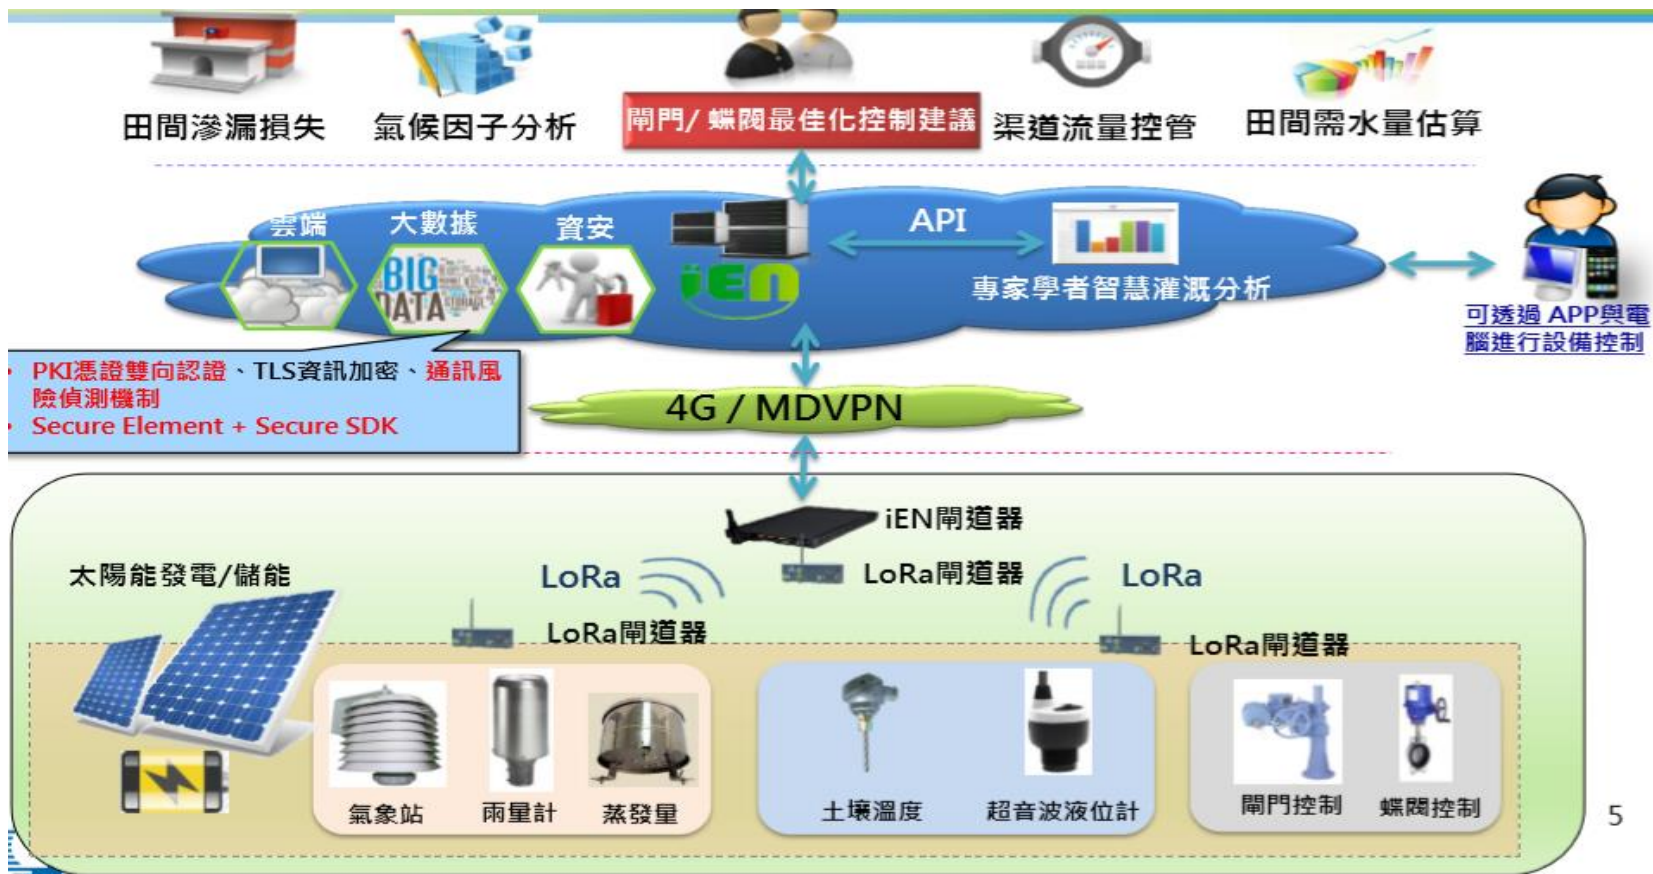 田間滲漏損失
氣候因子分析
閘門/ 蝶閥最佳化控制建議
渠道流量控管
田間需水量估算
雲端
大數據
資安
API
BIG
DATA
iEN
專家學者智慧灌溉分析
可透過 APP與電
腦進行設備控制
PKI憑證雙向認證、TLS資訊加密、通訊風
險偵測機制
Secure Element + Secure SDK
4G / MDVPN
iEN閘道器
太陽能發電/儲能
LoRa
LoRa閘道器
LoRa
LoRa閘道器
LoRa閘道器
氣象站
雨量計
蒸發量
土壤溫度
超音波液位計
閘門控制
蝶閥控制
5